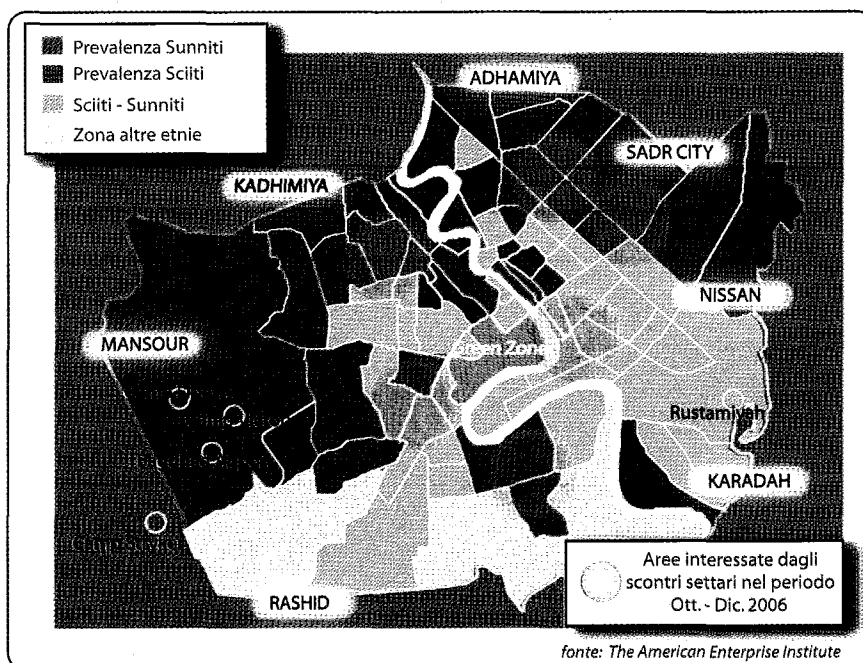 Prevalenza Sunniti
Prevalenza Sciiti
Sciiti - Sunniti
Zona altre etnie
ADHAMIYA
SADR CITY
KADHIMIYA
NISSAN
MANSOUR
Green Zone
Rustamiyah
KARADAH
RASHID
Aree interessate dagli
scontri settari nel periodo
Ott. - Dic. 2006
fonte: The American Enterprise Institute